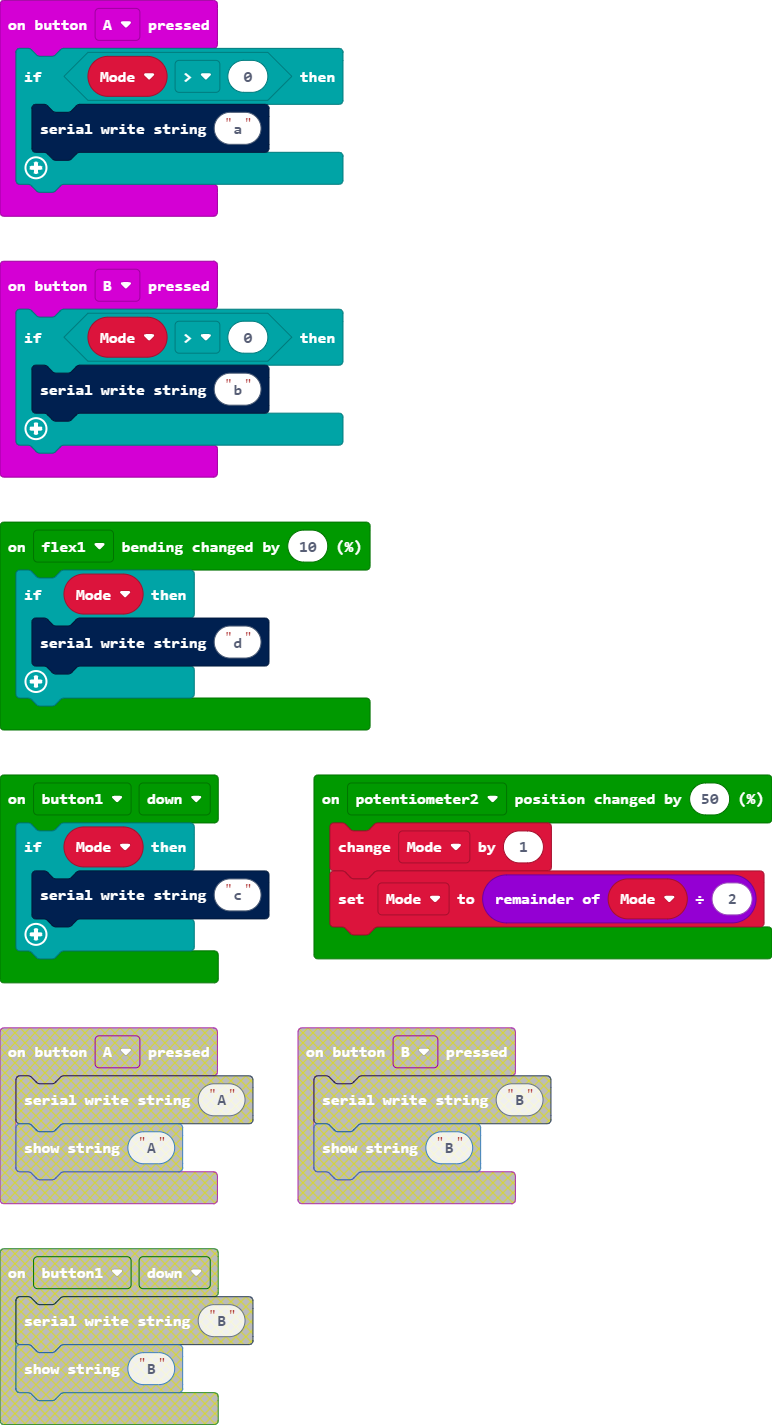 on button A pressed
if Mode > 0 then
serial write string "a"
on button B pressed
if Mode > 0 then
serial write string "b"
on flex1 bending changed by 10 (%)
if Mode then
serial write string "d"
on button1 down
if Mode then
serial write string "c"
on potentiometer2 position changed by 50 (%)
change Mode by 1
set Mode to remainder of Mode ÷ 2
on button A pressed
serial write string "A"
show string "A"
on button B pressed
serial write string "B"
show string "B"
on button1 down
serial write string "B"
show string "B"